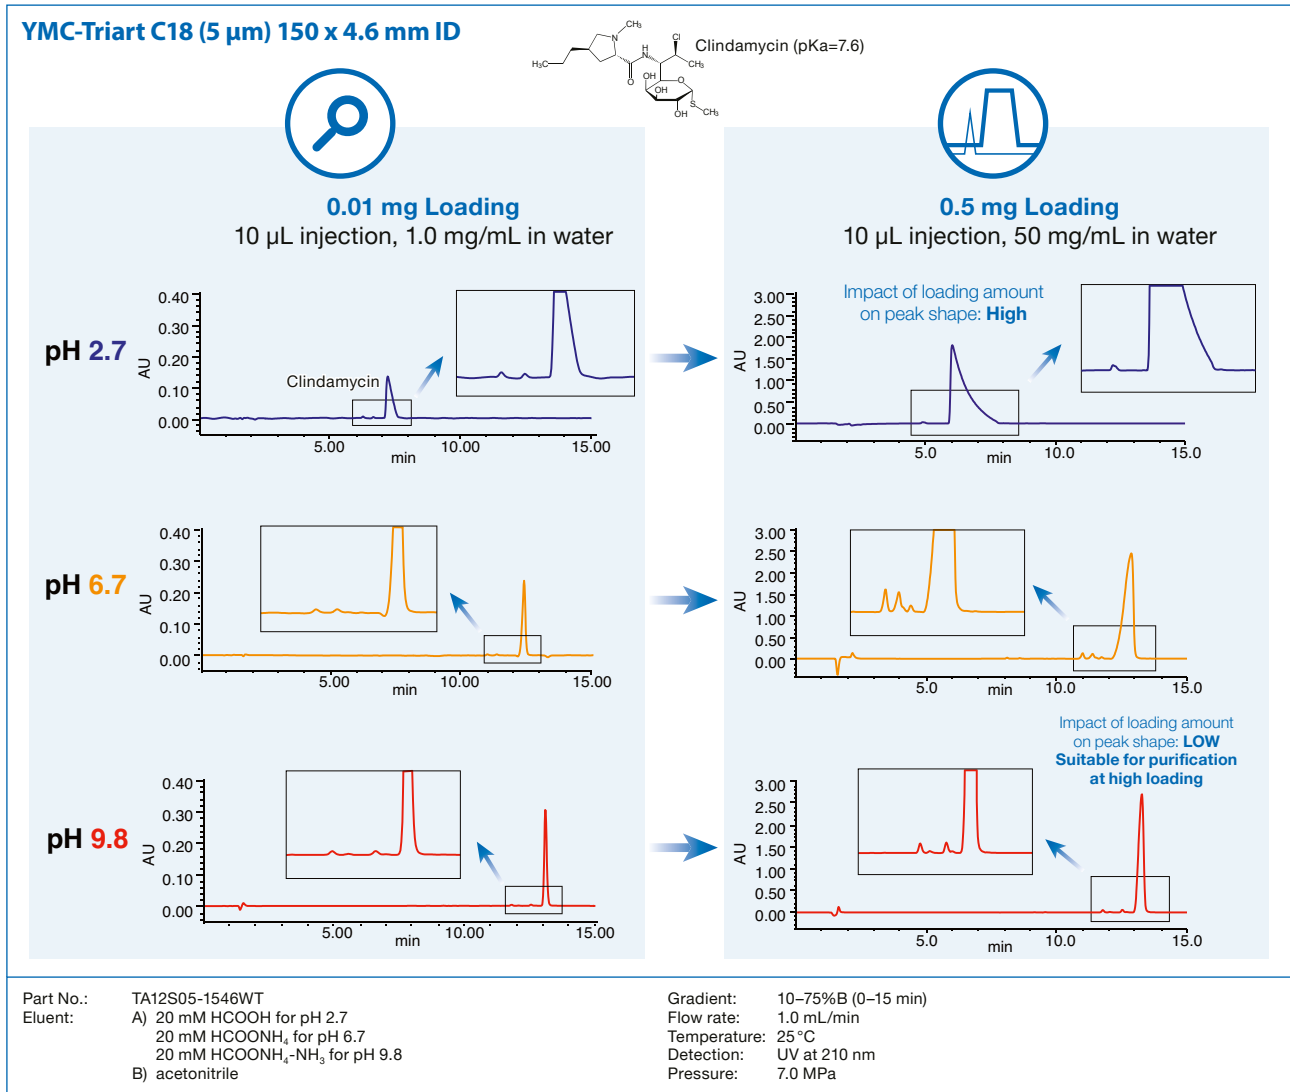 YMC-Triart C18 (5 µm) 150 x 4.6 mm ID
CH₃
N
H₃C
O
H
N
Cl
CH₃
OH
O
OH
S
CH₃
OH
Clindamycin (pKa=7.6)
0.01 mg Loading
10 µL injection, 1.0 mg/mL in water
0.5 mg Loading
10 µL injection, 50 mg/mL in water
pH 2.7
AU
0.40
0.30
0.20
0.10
0.00
Clindamycin
5.00
10.00
15.00
min
AU
3.00
2.50
2.00
1.50
1.00
0.50
0.00
Impact of loading amount
on peak shape: High
5.0
10.0
15.0
min
pH 6.7
AU
0.40
0.30
0.20
0.10
0.00
5.00
10.00
15.00
min
AU
3.00
2.50
2.00
1.50
1.00
0.50
0.00
5.0
10.0
15.0
min
pH 9.8
AU
0.40
0.30
0.20
0.10
0.00
5.00
10.00
15.00
min
Impact of loading amount
on peak shape: LOW
Suitable for purification
at high loading
AU
3.00
2.50
2.00
1.50
1.00
0.50
0.00
5.0
10.0
15.0
min
Part No.: TA12S05-1546WT
Eluent: A) 20 mM HCOOH for pH 2.7
20 mM HCOONH₄ for pH 6.7
20 mM HCOONH₄-NH₃ for pH 9.8
B) acetonitrile
Gradient: 10–75%B (0–15 min)
Flow rate: 1.0 mL/min
Temperature: 25 °C
Detection: UV at 210 nm
Pressure: 7.0 MPa